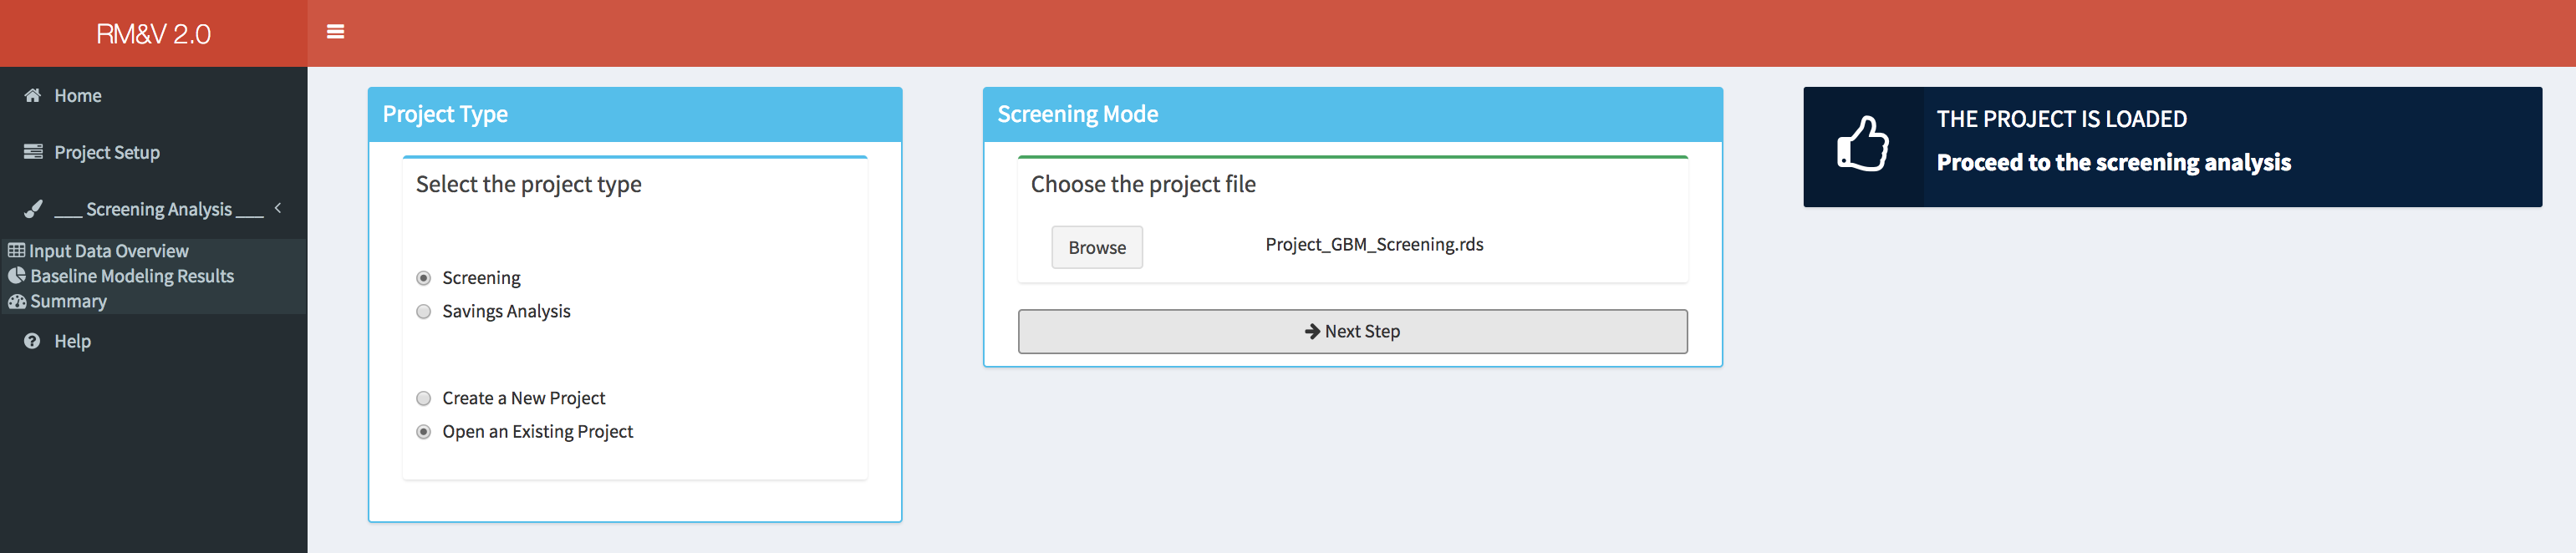 RM&V 2.0
Home
Project Setup
___ Screening Analysis ___
Input Data Overview
Baseline Modeling Results
Summary
Help
Project Type
Select the project type
Screening
Savings Analysis
Create a New Project
Open an Existing Project
Screening Mode
Choose the project file
Browse
Project_GBM_Screening.rds
Next Step
THE PROJECT IS LOADED
Proceed to the screening analysis